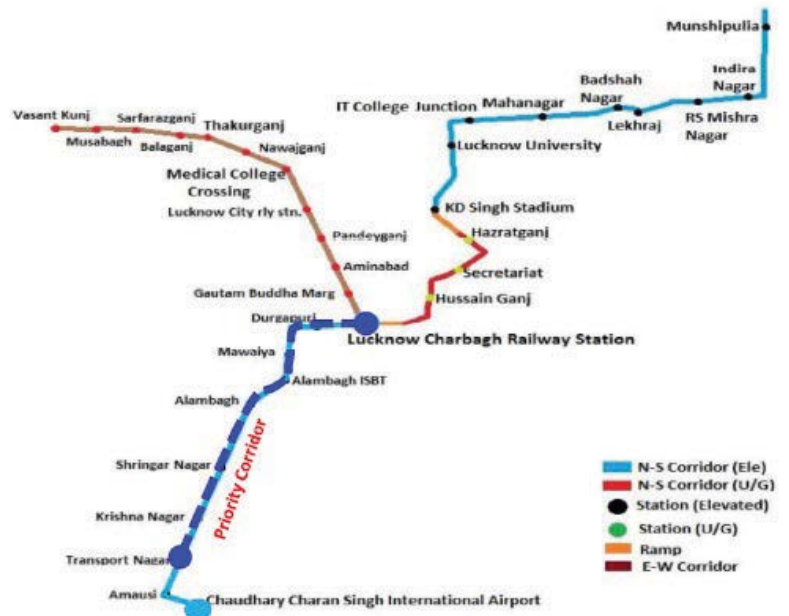 Munshipulia
Indira
Nagar
Badshah
Nagar
IT College Junction
Mahanagar
Lekhraj
RS Mishra
Nagar
Vasant Kunj
Sarfarazganj
Thakurganj
Musabagh
Balaganj
Nawajganj
Lucknow University
Medical College
Crossing
Lucknow City rly stn.
KD Singh Stadium
Pandeyganj
Hazratganj
Aminabad
Secretariat
Gautam Buddha Marg
Hussain Ganj
Durgapuri
Lucknow Charbagh Railway Station
Mawaiya
Alambagh ISBT
Alambagh
Priority Corridor
Shringar Nagar
Krishna Nagar
Transport Nagar
Amausi
Chaudhary Charan Singh International Airport
N-S Corridor (Ele)
N-S Corridor (U/G)
Station (Elevated)
Station (U/G)
Ramp
E-W Corridor